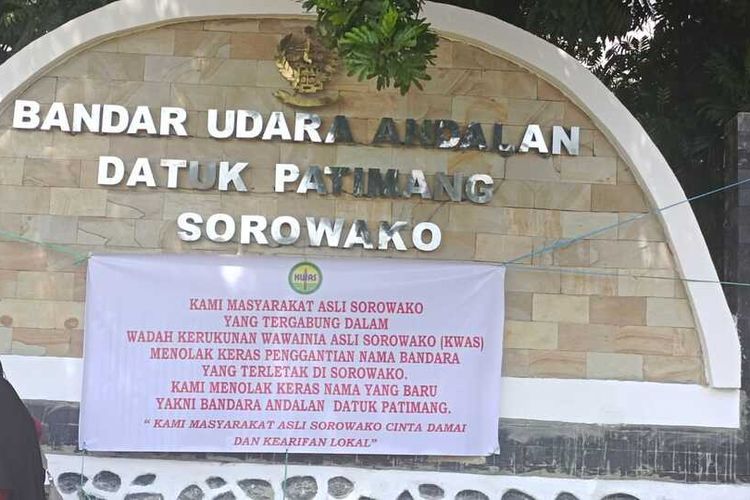 BANDAR UDARA ANDALAN
DATUK PATIMANG
SOROWAKO
KWAS
KAMI MASYARAKAT ASLI SOROWAKO
YANG TERGABUNG DALAM
WADAH KERUKUNAN WAWAINIA ASLI SOROWAKO (KWAS)
MENOLAK KERAS PENGGANTIAN NAMA BANDARA
YANG TERLETAK DI SOROWAKO.
KAMI MENOLAK KERAS NAMA YANG BARU
YAKNI BANDARA ANDALAN DATUK PATIMANG.
“ KAMI MASYARAKAT ASLI SOROWAKO CINTA DAMAI
DAN KEARIFAN LOKAL”